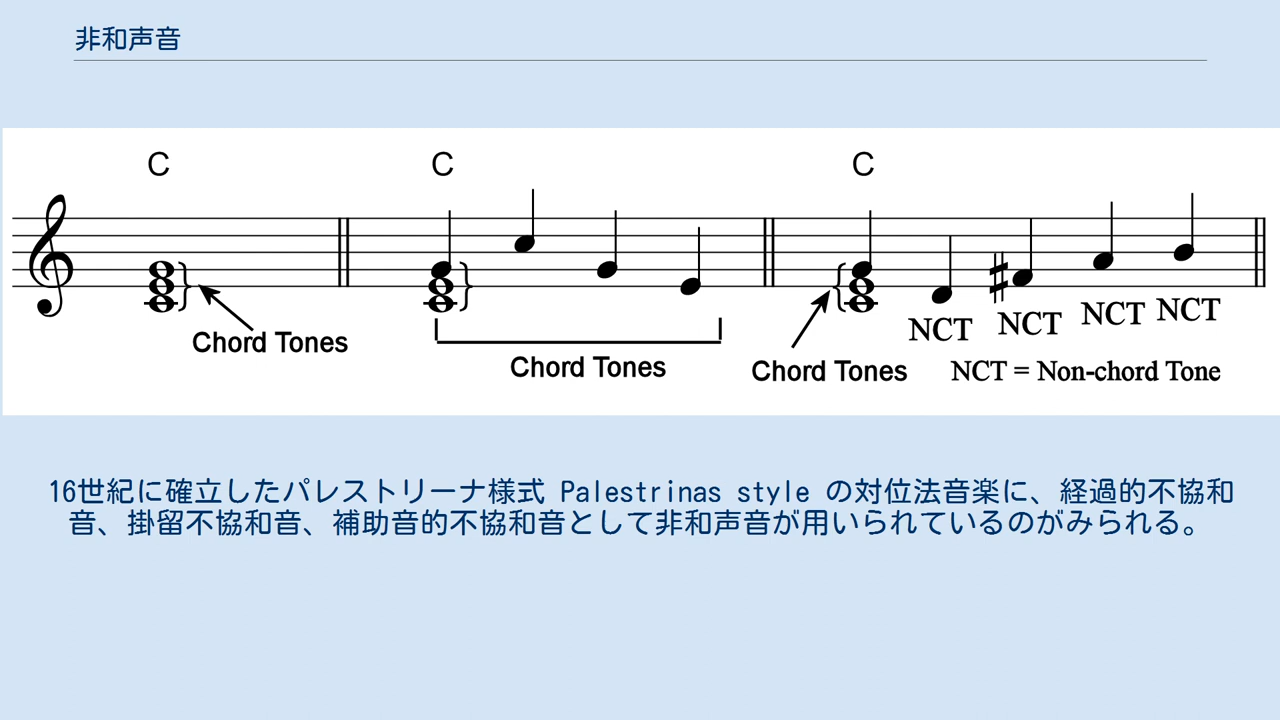 非和声音
C
C
C
Chord Tones
Chord Tones
Chord Tones
NCT
NCT
NCT
NCT
NCT = Non-chord Tone
16世紀に確立したパレストリーナ様式 Palestrinas style の対位法音楽に、経過的不協和
音、掛留不協和音、補助音的不協和音として非和声音が用いられているのがみられる。